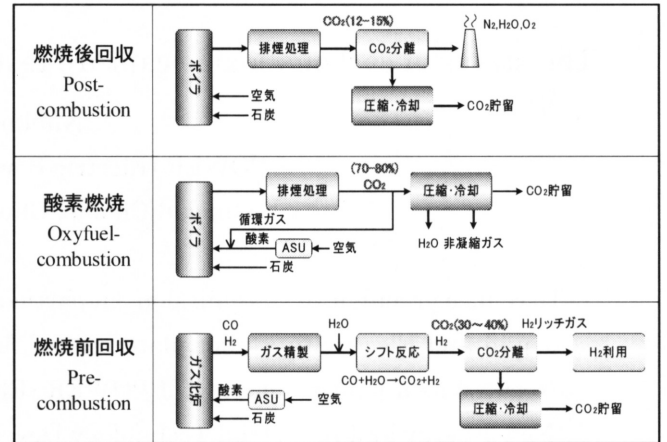 燃焼後回収
Post-
combustion
ボイラ
排煙処理
CO₂(12-15%)
CO₂分離
N₂,H₂O,O₂
圧縮・冷却
CO₂貯留
空気
石炭
酸素燃焼
Oxyfuel-
combustion
ボイラ
排煙処理
(70-80%)
CO₂
圧縮・冷却
CO₂貯留
循環ガス
酸素
ASU
空気
石炭
H₂O 非凝縮ガス
燃焼前回収
Pre-
combustion
ガス化炉
CO
H₂
ガス精製
H₂O
シフト反応
CO+H₂O→CO₂+H₂
CO₂(30～40%)
H₂
CO₂分離
H₂リッチガス
H₂利用
酸素
ASU
空気
石炭
圧縮・冷却
CO₂貯留